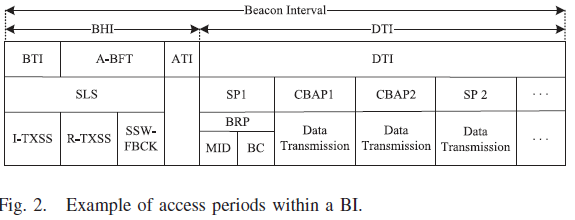 Beacon Interval
BHI
DTI
BTI
A-BFT
ATI
DTI
SLS
SP1
CBAP1
CBAP2
SP 2
. . .
I-TXSS
R-TXSS
SSW-
FBCK
BRP
MID
BC
Data
Transmission
Data
Transmission
Data
Transmission
. . .
Fig. 2. Example of access periods within a BI.